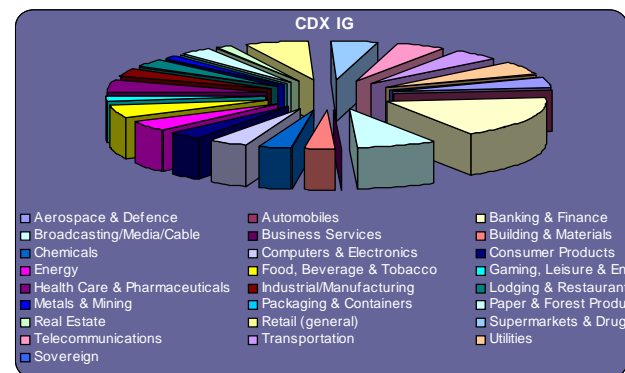 CDX IG
Aerospace & Defence Automobiles Banking & Finance
Broadcasting/Media/Cable Business Services Building & Materials
Chemicals Computers & Electronics Consumer Products
Energy Food, Beverage & Tobacco Gaming, Leisure & En
Health Care & Pharmaceuticals Industrial/Manufacturing Lodging & Restauran
Metals & Mining Packaging & Containers Paper & Forest Produ
Real Estate Retail (general) Supermarkets & Drug
Telecommunications Transportation Utilities
Sovereign